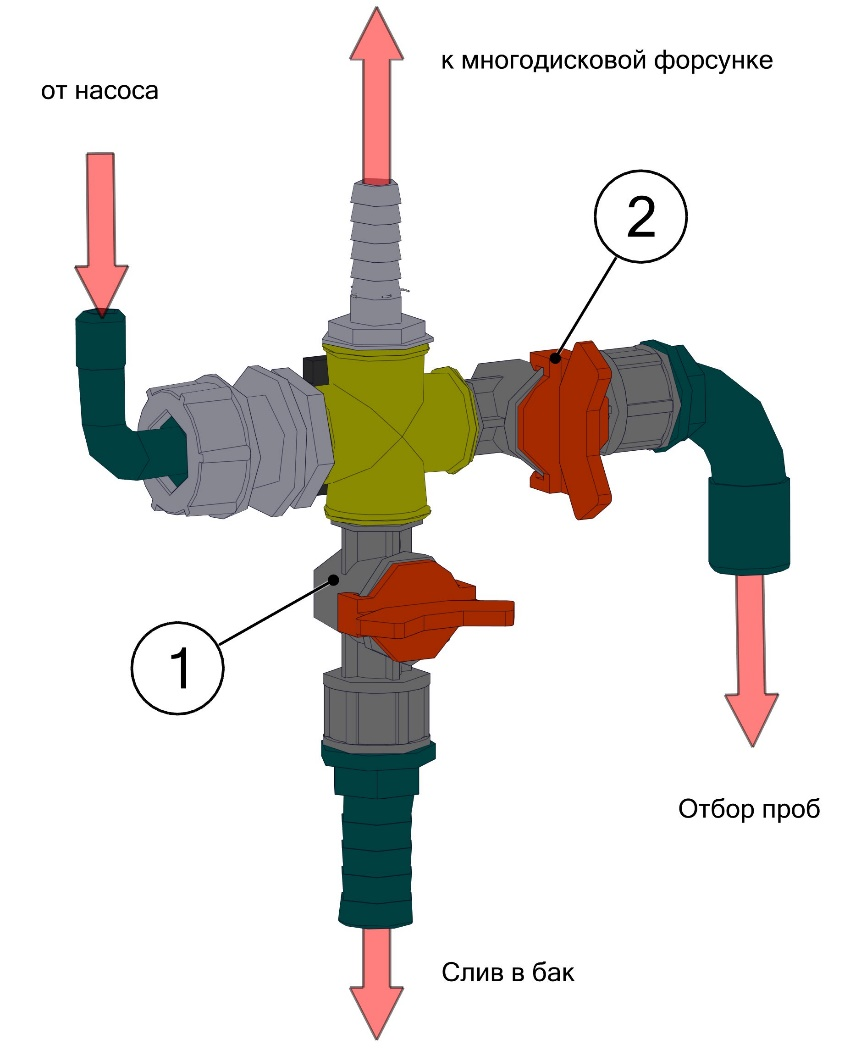 к многодисковой форсунке
от насоса
2
1
Отбор проб
Слив в бак